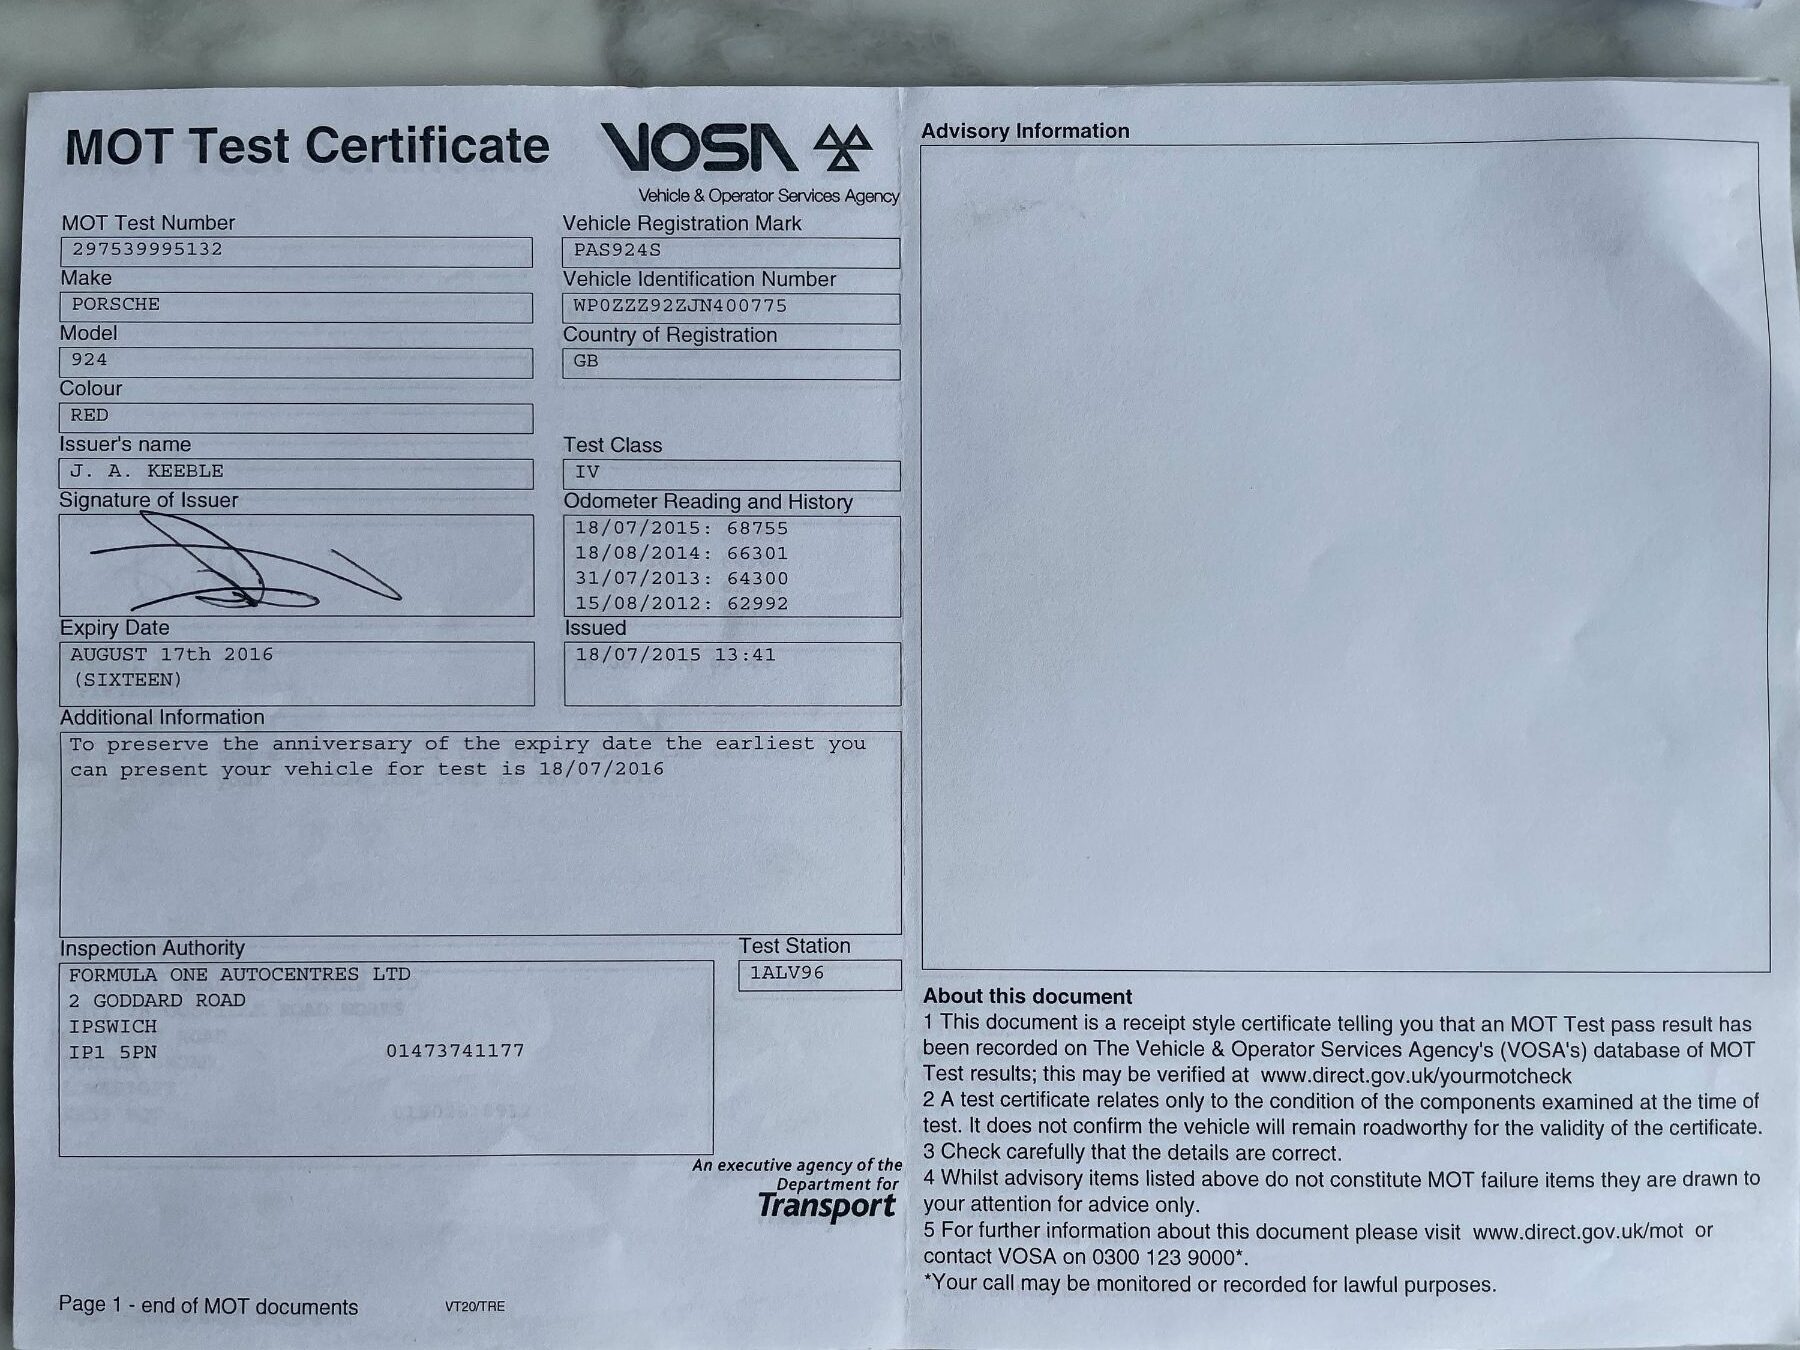 MOT Test Certificate
VOSA
Vehicle & Operator Services Agency
MOT Test Number
297539995132
Vehicle Registration Mark
PAS924S
Make
PORSCHE
Vehicle Identification Number
WP0ZZZ92ZJN400775
Model
924
Country of Registration
GB
Colour
RED
Issuer's name
J. A. KEEBLE
Test Class
IV
Signature of Issuer
Odometer Reading and History
18/07/2015: 68755
18/08/2014: 66301
31/07/2013: 64300
15/08/2012: 62992
Expiry Date
AUGUST 17th 2016
(SIXTEEN)
Issued
18/07/2015 13:41
Additional Information
To preserve the anniversary of the expiry date the earliest you
can present your vehicle for test is 18/07/2016
Inspection Authority
FORMULA ONE AUTOCENTRES LTD
2 GODDARD ROAD
IPSWICH
IP1 5PN 01473741177
Test Station
1ALV96
An executive agency of the
Department for
Transport
Page 1 - end of MOT documents VT20/TRE
Advisory Information
About this document
1 This document is a receipt style certificate telling you that an MOT Test pass result has
been recorded on The Vehicle & Operator Services Agency's (VOSA's) database of MOT
Test results; this may be verified at www.direct.gov.uk/yourmotcheck
2 A test certificate relates only to the condition of the components examined at the time of
test. It does not confirm the vehicle will remain roadworthy for the validity of the certificate.
3 Check carefully that the details are correct.
4 Whilst advisory items listed above do not constitute MOT failure items they are drawn to
your attention for advice only.
5 For further information about this document please visit www.direct.gov.uk/mot or
contact VOSA on 0300 123 9000*.
*Your call may be monitored or recorded for lawful purposes.